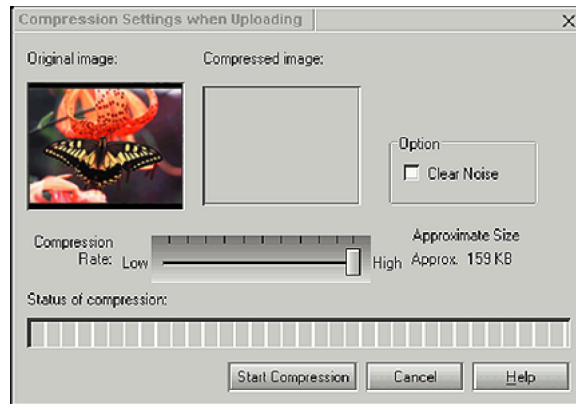 Compression Settings when Uploading
Original image:
Compressed image:
Option
Clear Noise
Compression
Rate:
Low
High
Approximate Size
Approx. 159 KB
Status of compression:
Start Compression
Cancel
Help